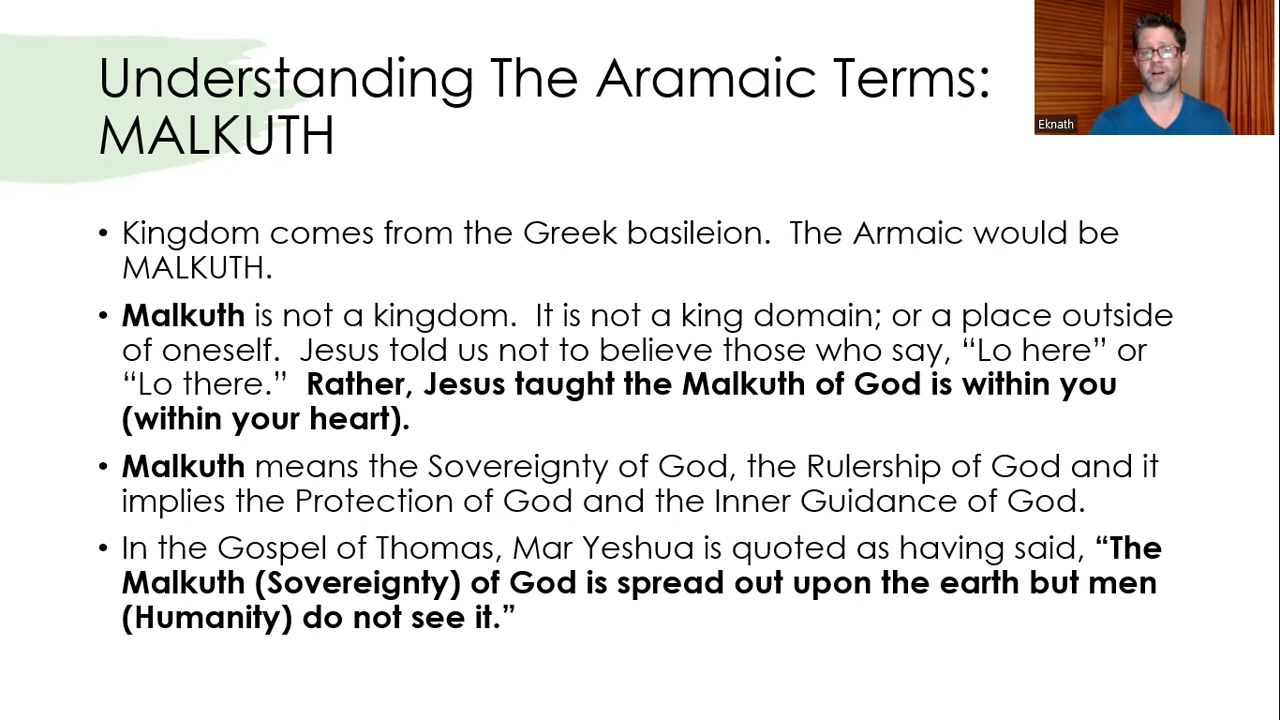 Understanding The Aramaic Terms:
MALKUTH
Eknath
• Kingdom comes from the Greek basileion.  The Armaic would be
MALKUTH.
• Malkuth is not a kingdom.  It is not a king domain; or a place outside
of oneself.  Jesus told us not to believe those who say, “Lo here” or
“Lo there.”  Rather, Jesus taught the Malkuth of God is within you
(within your heart).
• Malkuth means the Sovereignty of God, the Rulership of God and it
implies the Protection of God and the Inner Guidance of God.
• In the Gospel of Thomas, Mar Yeshua is quoted as having said, “The
Malkuth (Sovereignty) of God is spread out upon the earth but men
(Humanity) do not see it.”